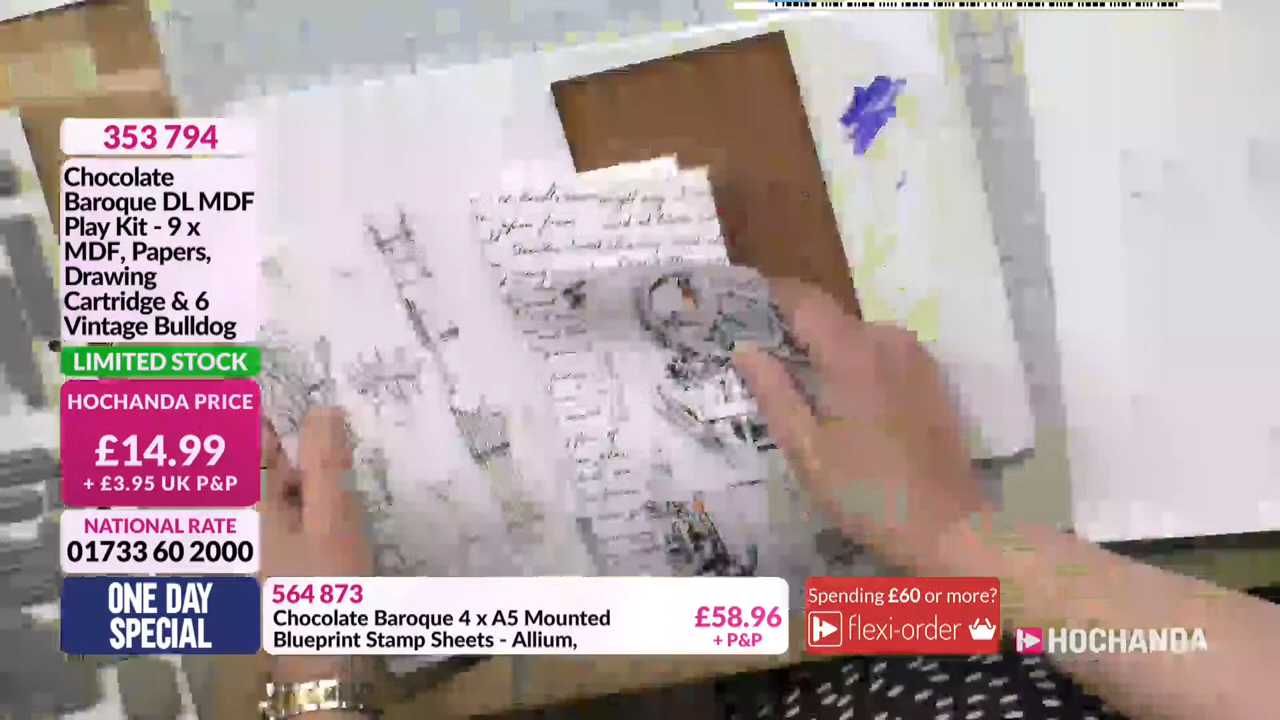 353 794
Chocolate
Baroque DL MDF
Play Kit - 9 x
MDF, Papers,
Drawing
Cartridge & 6
Vintage Bulldog
LIMITED STOCK
HOCHANDA PRICE
£14.99
+ £3.95 UK P&P
NATIONAL RATE
01733 60 2000
ONE DAY
SPECIAL
564 873
Chocolate Baroque 4 x A5 Mounted
Blueprint Stamp Sheets - Allium,
£58.96
+ P&P
Spending £60 or more?
flexi-order
HOCHANDA